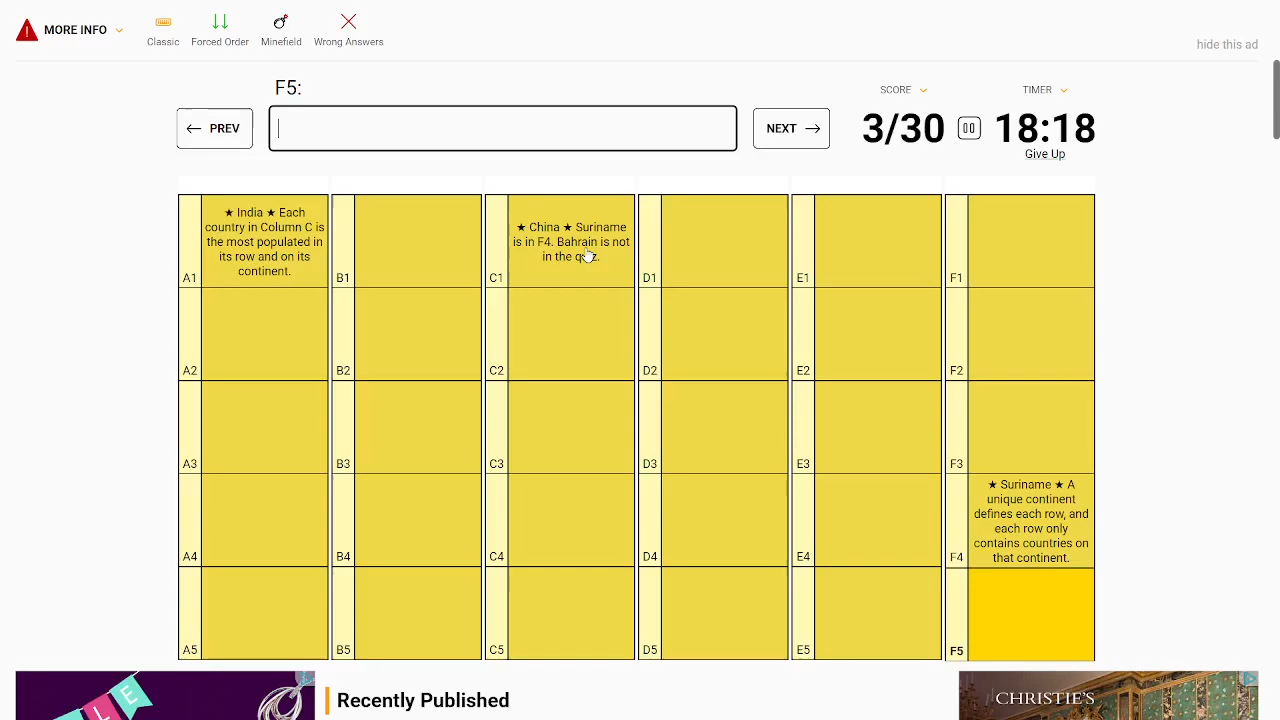 MORE INFO
Classic
Forced Order
Minefield
Wrong Answers
hide this ad
F5:
PREV
NEXT
SCORE
3/30
TIMER
18:18
Give Up
A1
★ India ★ Each
country in Column C is
the most populated in
its row and on its
continent.
B1
C1
★ China ★ Suriname
is in F4. Bahrain is not
in the
D1
E1
F1
A2
B2
C2
D2
E2
F2
A3
B3
C3
D3
E3
F3
A4
B4
C4
D4
E4
F4
★ Suriname ★ A
unique continent
defines each row, and
each row only
contains countries on
that continent.
A5
B5
C5
D5
E5
F5
L E
Recently Published
CHRISTIE'S